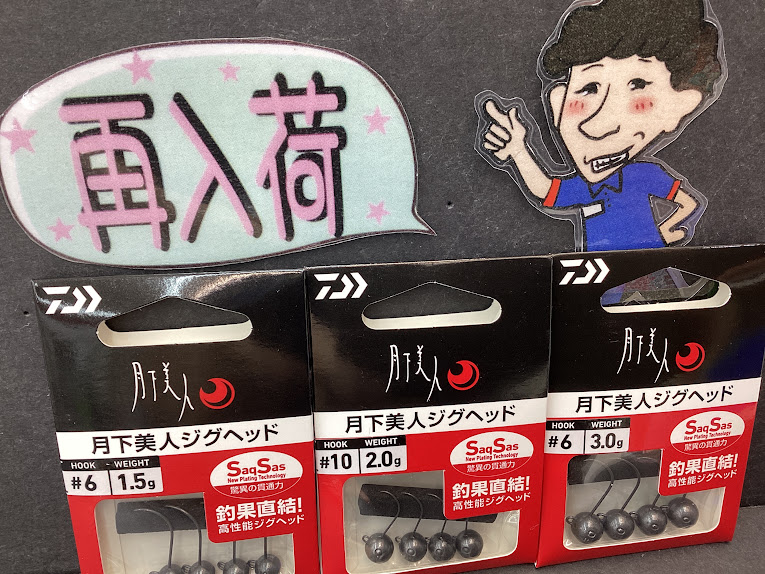 再入荷
月下美人
月下美人ジグヘッド
HOOK - WEIGHT
#6 1.5g
SaqSas
New Plating Technology
驚異の貫通力
釣果直結!
高性能ジグヘッド
月下美人
月下美人ジグヘッド
HOOK WEIGHT
#10 2.0g
SaqSas
New Plating Technology
驚異の貫通力
釣果直結!
高性能ジグヘッド
月下美人
月下美人ジグヘッド
HOOK WEIGHT
#6 3.0g
SaqSas
New Plating Technology
驚異の貫通力
釣果直結!
高性能ジグヘッド